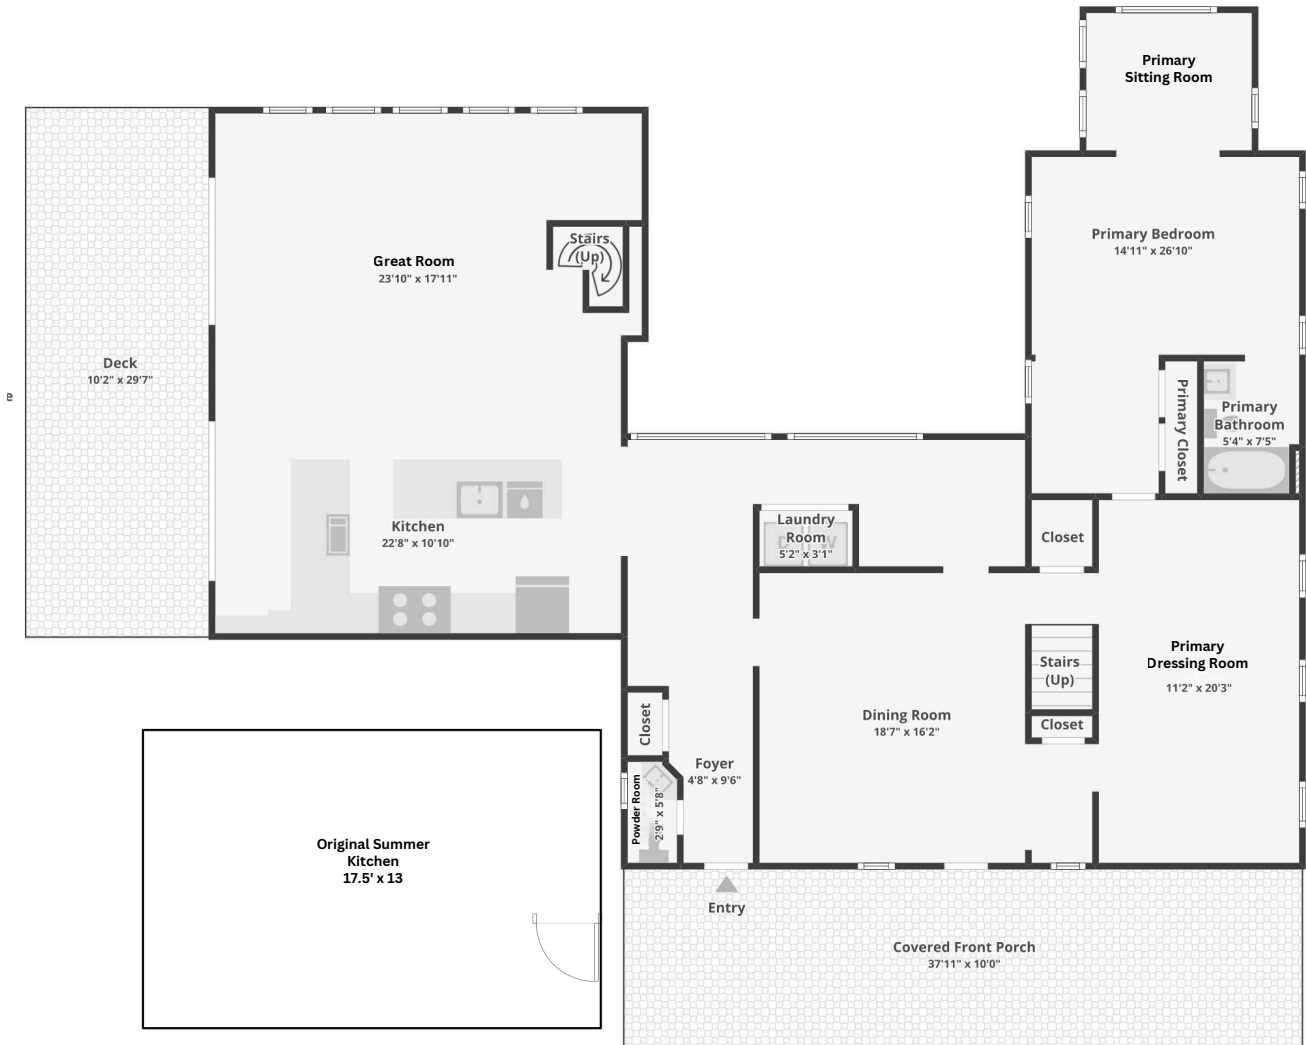 Primary
Sitting Room
Primary Bedroom
14'11" x 26'10"
Stairs
(Up)
Great Room
23'10" x 17'11"
Deck
10'2" x 29'7"
Primary Closet
Primary
Bathroom
5'4" x 7'5"
Kitchen
22'8" x 10'10"
Laundry
Room
5'2" x 3'1"
D W
Closet
Primary
Dressing Room
11'2" x 20'3"
Stairs
(Up)
Closet
Closet
Dining Room
18'7" x 16'2"
Foyer
4'8" x 9'6"
Powder Room
2'9" x 5'8"
Original Summer
Kitchen
17.5' x 13
Entry
Covered Front Porch
37'11" x 10'0"